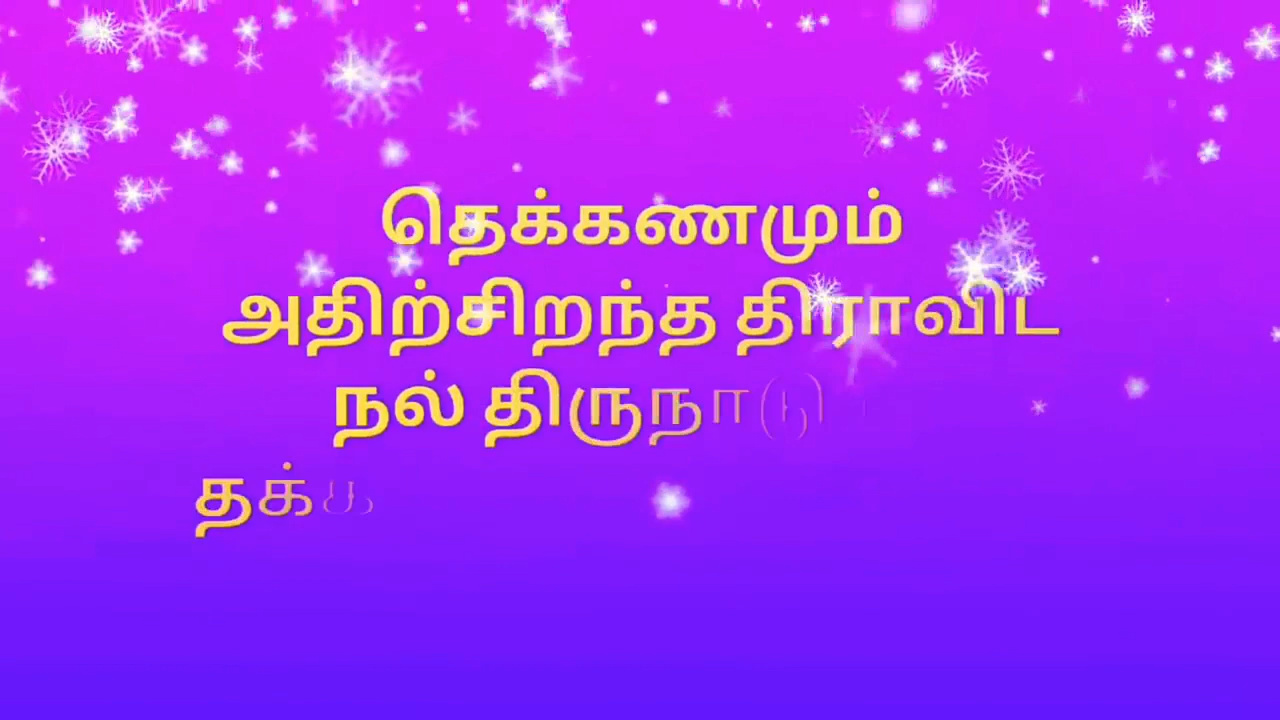 தெக்கணமும்
அதிற்சிறந்த திராவிட
நல் திருநாடு
தக்க